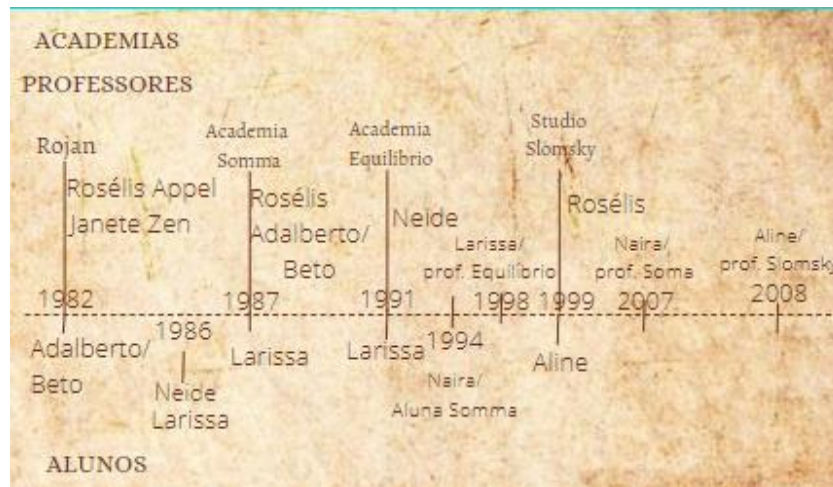 ACADEMIAS
PROFESSORES
Rojan
Rosélis Appel
Janete Zen
1982
Adalberto/
Beto
1986
Neide
Larissa
Academia
Somma
Rosélis
Adalberto/
Beto
1987
Larissa
Academia
Equilíbrio
Neide
1991
Larissa
1994
Naira/
Aluna Somma
Larissa/
prof. Equilíbrio
1998
Studio
Slomsky
Rosélis
1999
Aline
Naira/
prof. Soma
2007
Aline/
prof. Slomsky
2008
ALUNOS